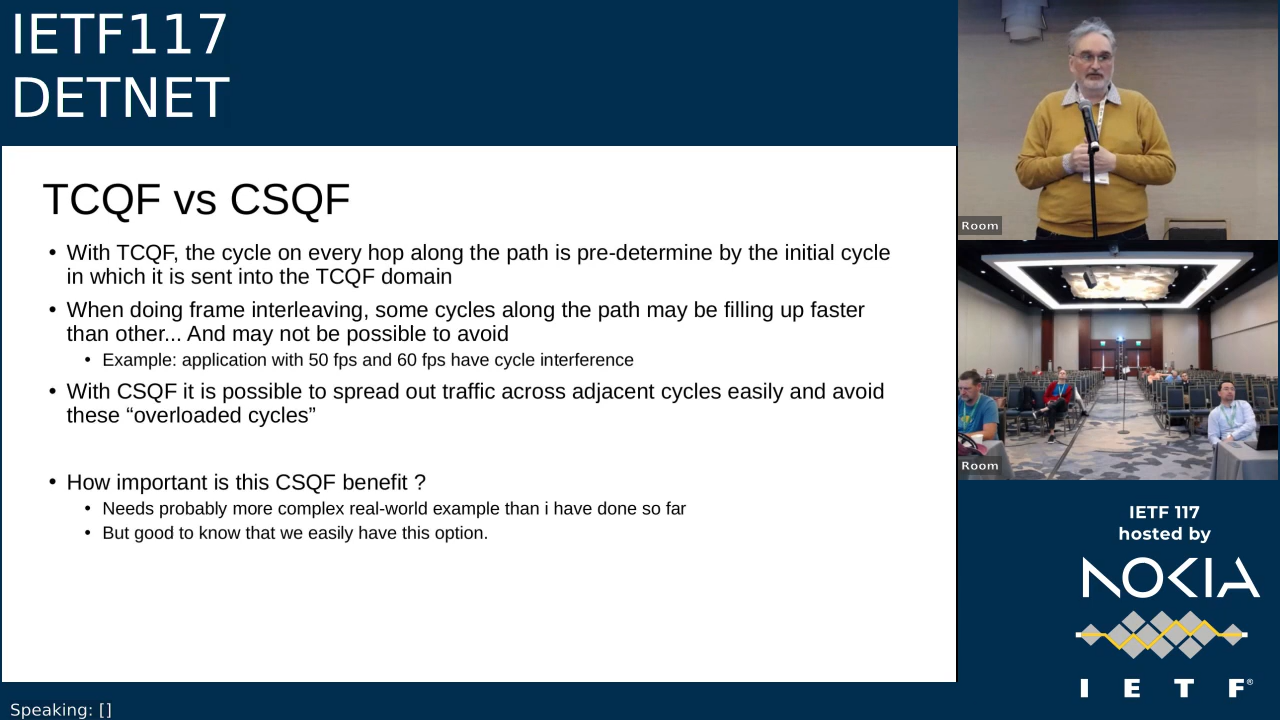 IETF117
DETNET
TCQF vs CSQF
• With TCQF, the cycle on every hop along the path is pre-determine by the initial cycle
in which it is sent into the TCQF domain
• When doing frame interleaving, some cycles along the path may be filling up faster
than other... And may not be possible to avoid
• Example: application with 50 fps and 60 fps have cycle interference
• With CSQF it is possible to spread out traffic across adjacent cycles easily and avoid
these “overloaded cycles”
• How important is this CSQF benefit ?
• Needs probably more complex real-world example than i have done so far
• But good to know that we easily have this option.
Speaking: []
Room
Room
IETF 117
hosted by
NOKIA
I E T F®